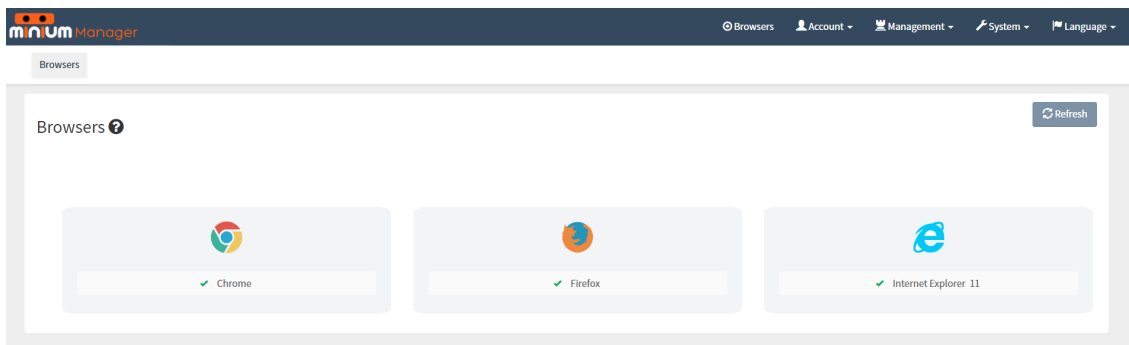 minium Manager
Browsers Account Management System Language
Browsers
Browsers ?
Refresh
Chrome
Firefox
Internet Explorer 11